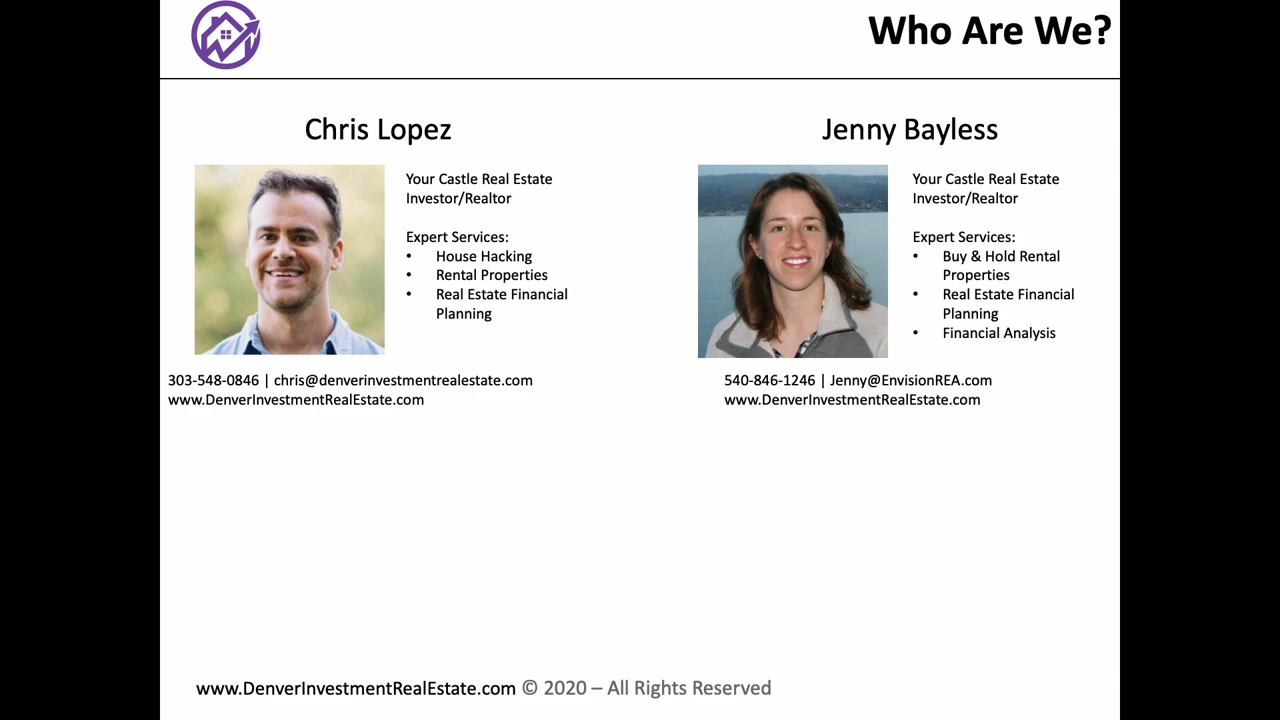 Who Are We?
Chris Lopez
Your Castle Real Estate
Investor/Realtor
Expert Services:
• House Hacking
• Rental Properties
• Real Estate Financial
Planning
303-548-0846 | chris@denverinvestmentrealestate.com
www.DenverInvestmentRealEstate.com
Jenny Bayless
Your Castle Real Estate
Investor/Realtor
Expert Services:
• Buy & Hold Rental
Properties
• Real Estate Financial
Planning
• Financial Analysis
540-846-1246 | Jenny@EnvisionREA.com
www.DenverInvestmentRealEstate.com
www.DenverInvestmentRealEstate.com © 2020 – All Rights Reserved